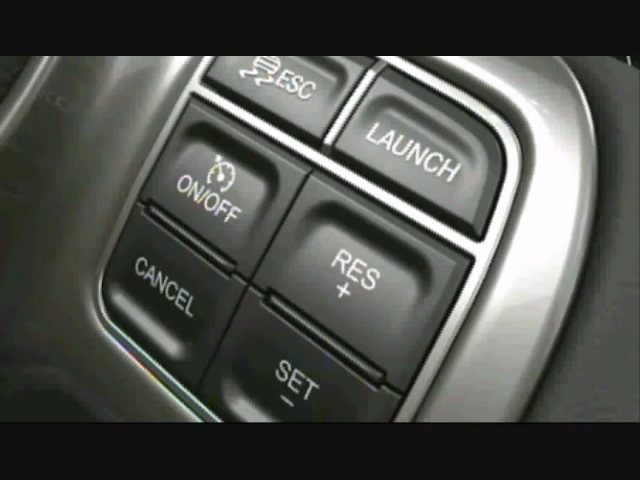 ESC
LAUNCH
ON/OFF
RES
+
CANCEL
SET
-